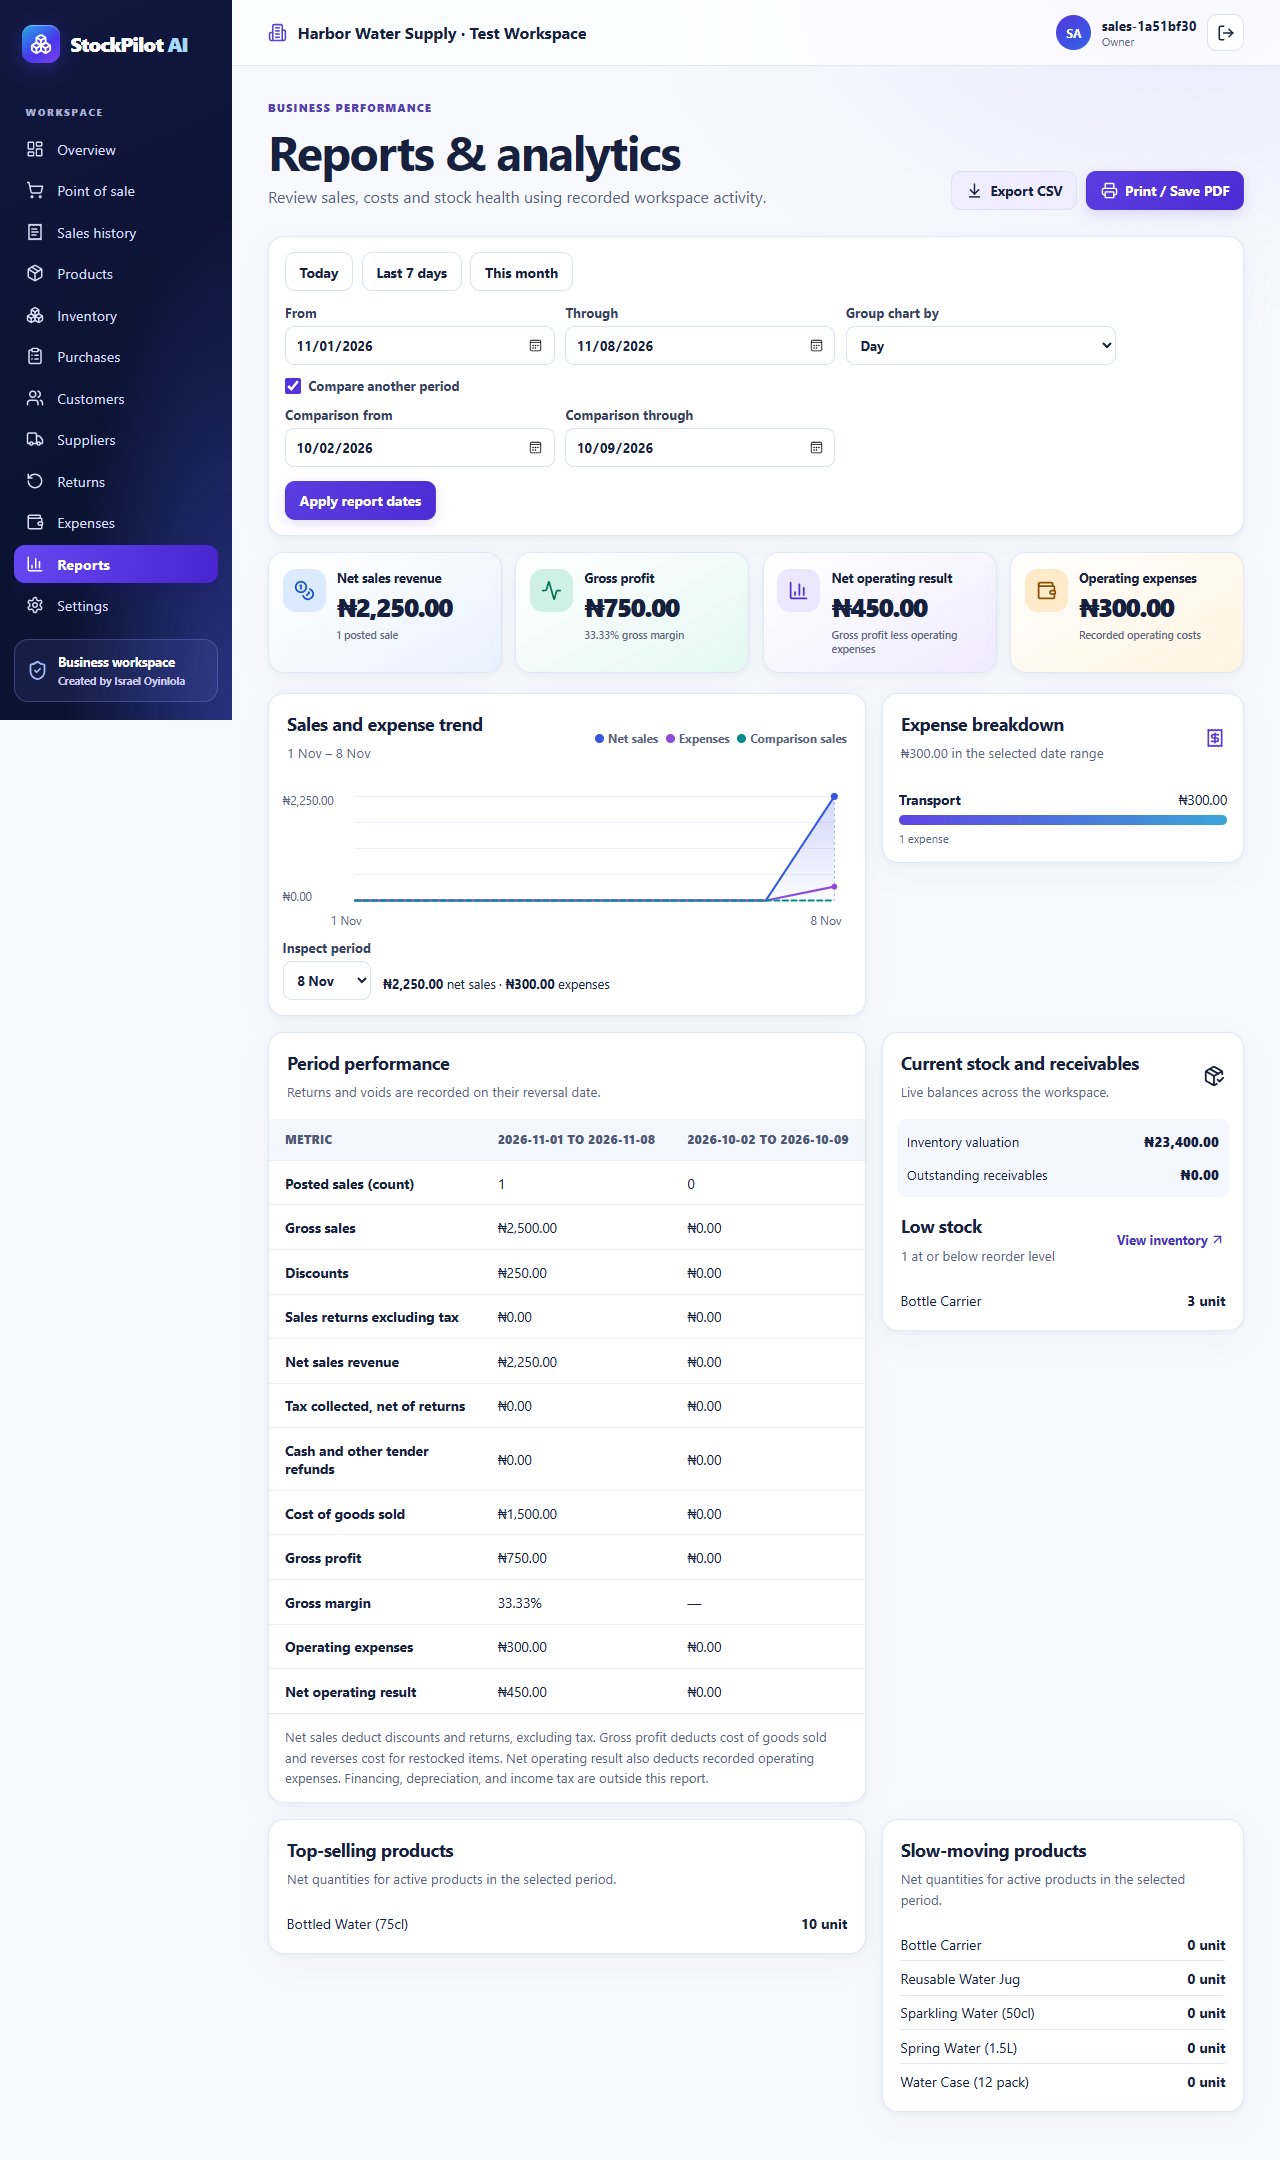 StockPilot AI
WORKSPACE
Overview
Point of sale
Sales history
Products
Inventory
Purchases
Customers
Suppliers
Returns
Expenses
Reports
Settings
Business workspace
Created by Israel Oyinlola
Harbor Water Supply · Test Workspace
SA
sales-1a51bf30
Owner
BUSINESS PERFORMANCE
Reports & analytics
Review sales, costs and stock health using recorded workspace activity.
Export CSV
Print / Save PDF
Today
Last 7 days
This month
From
Through
Group chart by
11/01/2026
11/08/2026
Day
Compare another period
Comparison from
Comparison through
10/02/2026
10/09/2026
Apply report dates
Net sales revenue
₦2,250.00
1 posted sale
Gross profit
₦750.00
33.33% gross margin
Net operating result
₦450.00
Gross profit less operating
expenses
Operating expenses
₦300.00
Recorded operating costs
Sales and expense trend
1 Nov – 8 Nov
Net sales
Expenses
Comparison sales
₦2,250.00
₦0.00
1 Nov
8 Nov
Inspect period
8 Nov
₦2,250.00 net sales · ₦300.00 expenses
Expense breakdown
₦300.00 in the selected date range
Transport ₦300.00
1 expense
Period performance
Returns and voids are recorded on their reversal date.
METRIC 2026-11-01 TO 2026-11-08 2026-10-02 TO 2026-10-09
Posted sales (count) 1 0
Gross sales ₦2,500.00 ₦0.00
Discounts ₦250.00 ₦0.00
Sales returns excluding tax ₦0.00 ₦0.00
Net sales revenue ₦2,250.00 ₦0.00
Tax collected, net of returns ₦0.00 ₦0.00
Cash and other tender
refunds ₦0.00 ₦0.00
Cost of goods sold ₦1,500.00 ₦0.00
Gross profit ₦750.00 ₦0.00
Gross margin 33.33% —
Operating expenses ₦300.00 ₦0.00
Net operating result ₦450.00 ₦0.00
Net sales deduct discounts and returns, excluding tax. Gross profit deducts cost of goods sold
and reverses cost for restocked items. Net operating result also deducts recorded operating
expenses. Financing, depreciation, and income tax are outside this report.
Current stock and receivables
Live balances across the workspace.
Inventory valuation ₦23,400.00
Outstanding receivables ₦0.00
Low stock
1 at or below reorder level
View inventory
Bottle Carrier 3 unit
Top-selling products
Net quantities for active products in the selected period.
Bottled Water (75cl) 10 unit
Slow-moving products
Net quantities for active products in the selected
period.
Bottle Carrier 0 unit
Reusable Water Jug 0 unit
Sparkling Water (50cl) 0 unit
Spring Water (1.5L) 0 unit
Water Case (12 pack) 0 unit